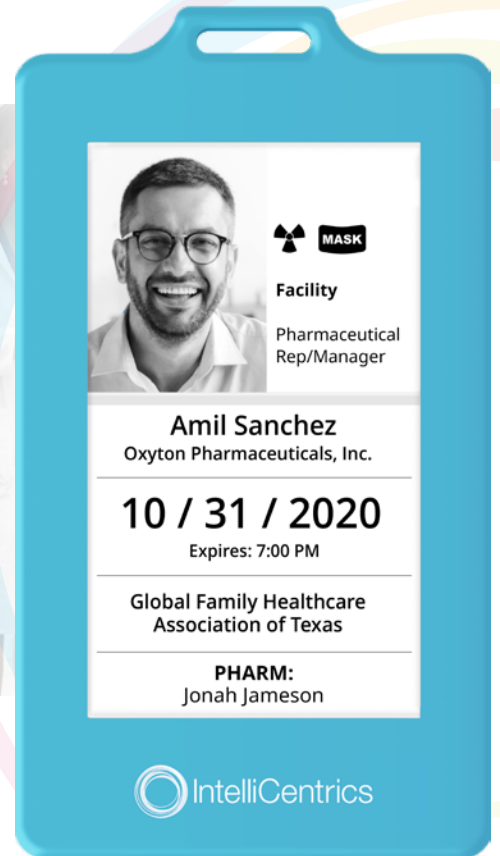 MASK
Facility
Pharmaceutical
Rep/Manager
Amil Sanchez
Oxyton Pharmaceuticals, Inc.
10 / 31 / 2020
Expires: 7:00 PM
Global Family Healthcare
Association of Texas
PHARM:
Jonah Jameson
IntelliCentrics